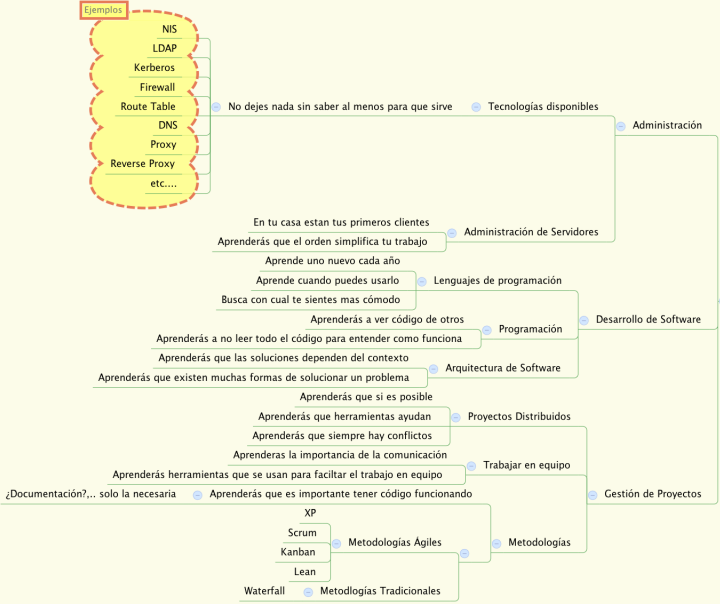 Ejemplos
NIS
LDAP
Kerberos
Firewall
Route Table
DNS
Proxy
Reverse Proxy
etc....
No dejes nada sin saber al menos para que sirve
Tecnologías disponibles
Administración
En tu casa estan tus primeros clientes
Aprenderás que el orden simplifica tu trabajo
Administración de Servidores
Aprende uno nuevo cada año
Aprende cuando puedes usarlo
Busca con cual te sientes mas cómodo
Lenguajes de programación
Aprenderás a ver código de otros
Aprenderás a no leer todo el código para entender como funciona
Programación
Desarrollo de Software
Aprenderás que las soluciones dependen del contexto
Aprenderás que existen muchas formas de solucionar un problema
Arquitectura de Software
Aprenderás que si es posible
Aprenderás que herramientas ayudan
Aprenderás que siempre hay conflictos
Proyectos Distribuidos
Aprenderas la importancia de la comunicación
Aprenderás herramientas que se usan para faciltar el trabajo en equipo
Trabajar en equipo
Gestión de Proyectos
¿Documentación?,.. solo la necesaria
Aprenderás que es importante tener código funcionando
XP
Scrum
Kanban
Lean
Metodologías Ágiles
Metodologías
Waterfall
Metodlogías Tradicionales